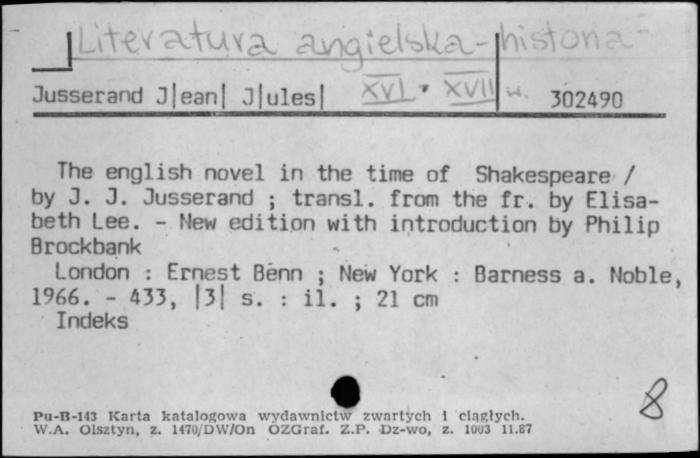 Literatura angielska - historia
XVI - XVII w.
Jusserand J|ean| J|ules|
302490
The english novel in the time of Shakespeare /
by J. J. Jusserand ; transl. from the fr. by Elisa-
beth Lee. - New edition with introduction by Philip
Brockbank
London : Ernest Benn ; New York : Barness a. Noble,
1966. - 433, |3| s. : il. ; 21 cm
Indeks
8
Pu-B-143 Karta katalogowa wydawnictw zwartych i ciągłych.
W.A. Olsztyn, z. 1470/DW/On OZGraf. Z.P. Dz-wo, z. 1003 11.87